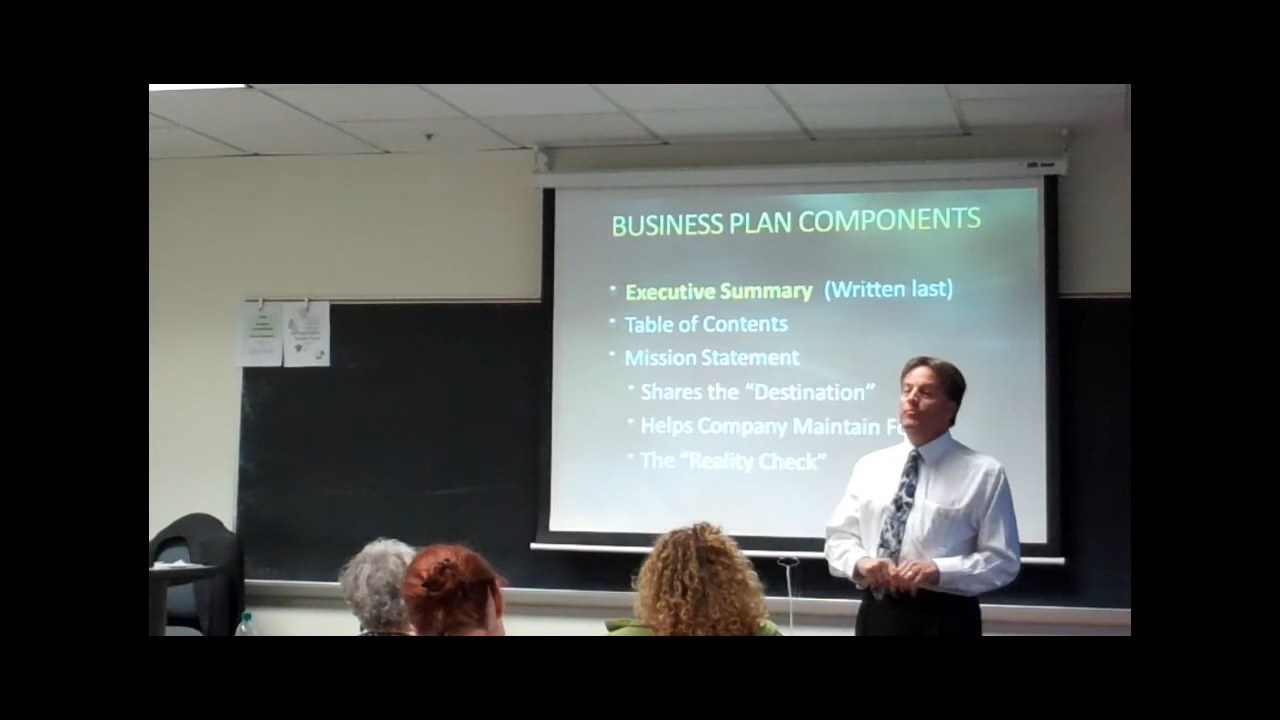 BUSINESS PLAN COMPONENTS
Executive Summary (Written last)
Table of Contents
Mission Statement
Shares the “Destination”
Helps Company Maintain
The “Reality Check”